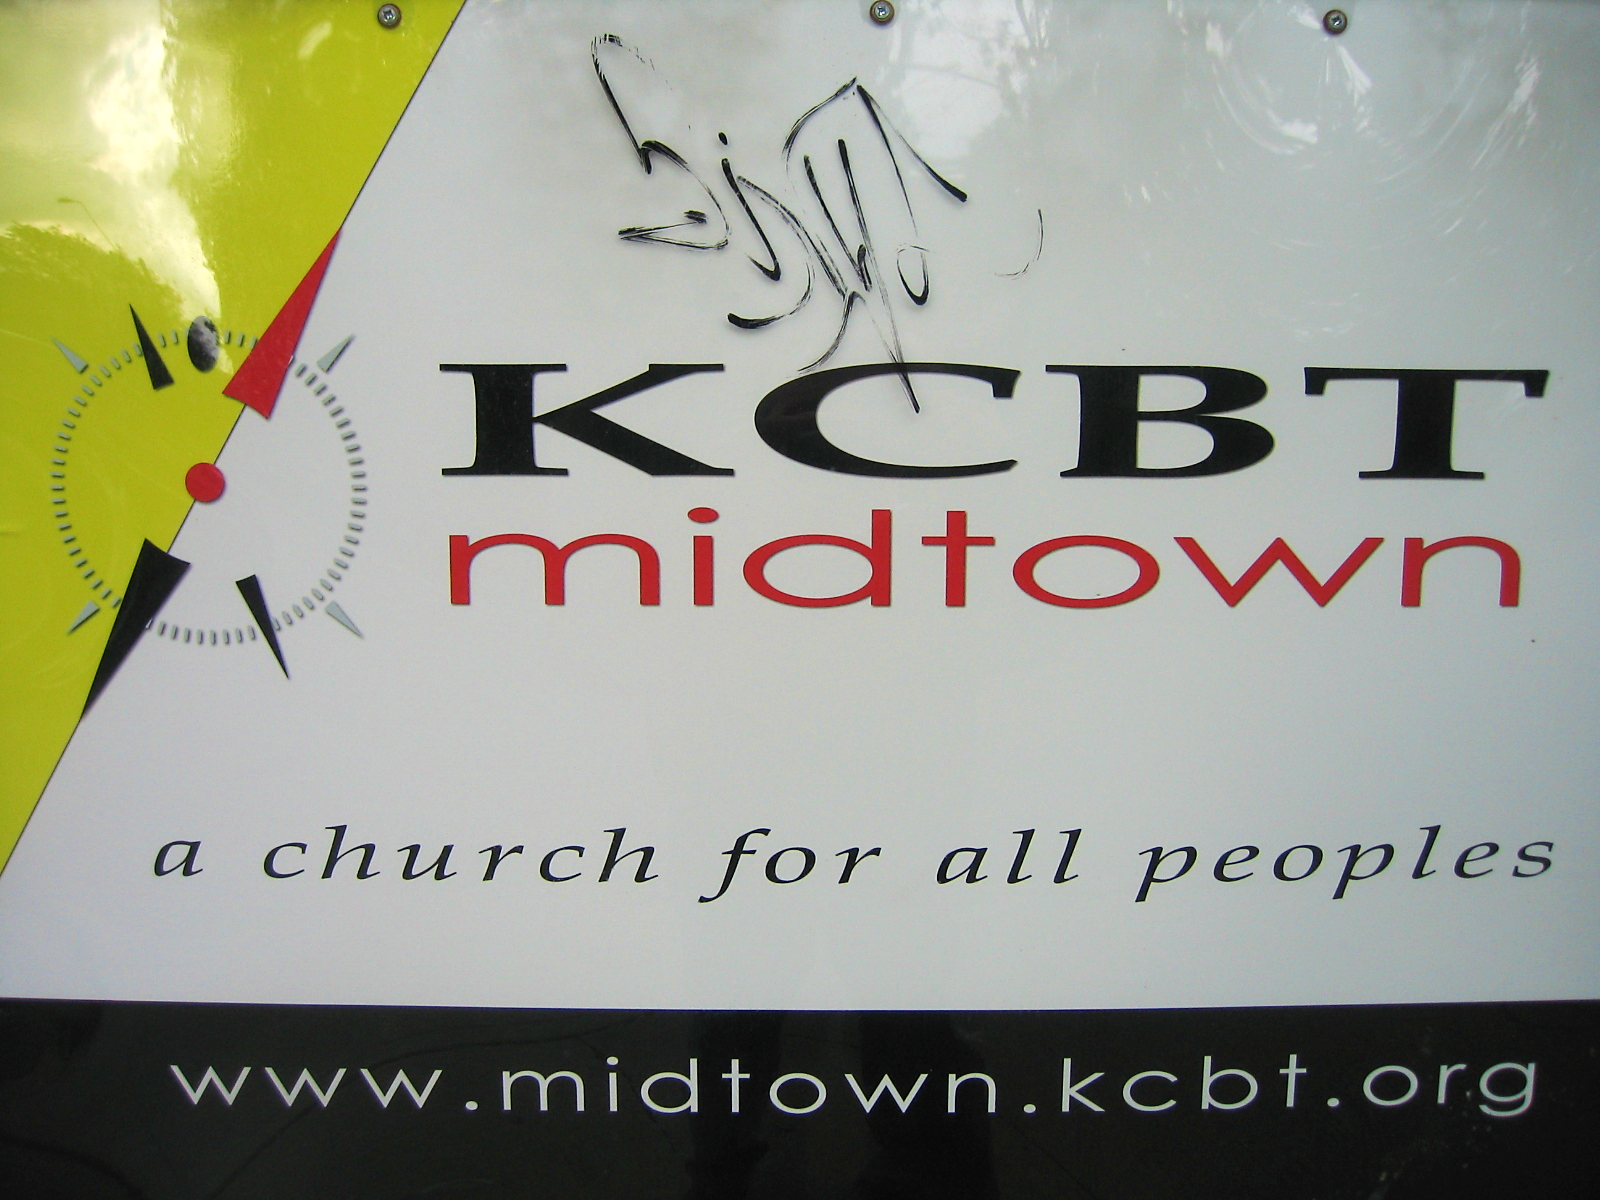 KCBT
midtown
a church for all peoples
www.midtown.kcbt.org